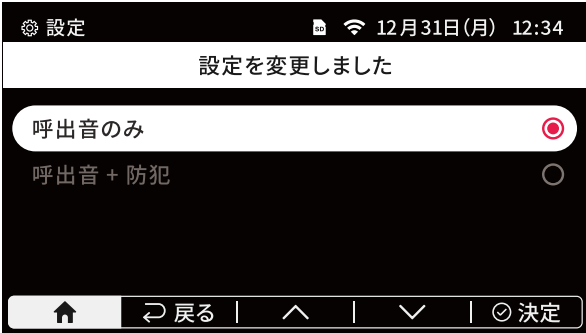 設定 SD 12月31日(月) 12:34
設定を変更しました
呼出音のみ
呼出音 + 防犯
戻る 決定